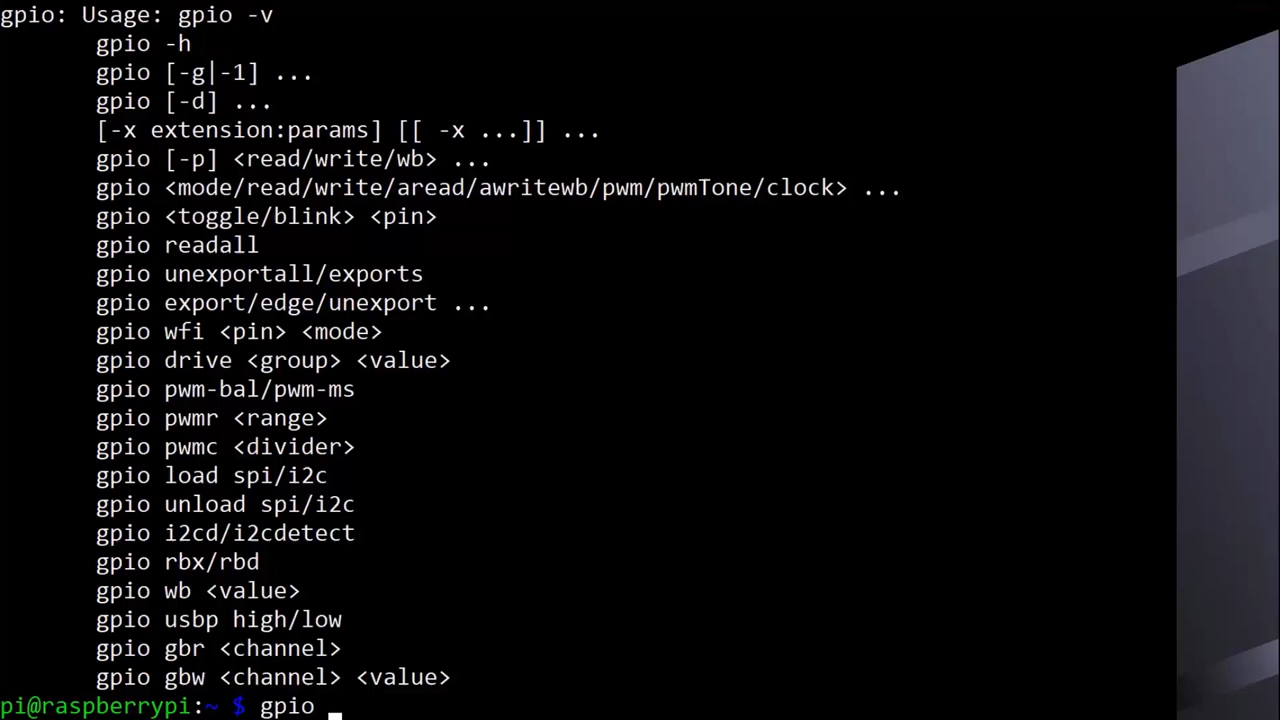 gpio: Usage: gpio -v
gpio -h
gpio [-g|-1] ...
gpio [-d] ...
[-x extension:params] [[ -x ...]] ...
gpio [-p] <read/write/wb> ...
gpio <mode/read/write/aread/awritewb/pwm/pwmTone/clock> ...
gpio <toggle/blink> <pin>
gpio readall
gpio unexportall/exports
gpio export/edge/unexport ...
gpio wfi <pin> <mode>
gpio drive <group> <value>
gpio pwm-bal/pwm-ms
gpio pwmr <range>
gpio pwmc <divider>
gpio load spi/i2c
gpio unload spi/i2c
gpio i2cd/i2cdetect
gpio rbx/rbd
gpio wb <value>
gpio usbp high/low
gpio gbr <channel>
gpio gbw <channel> <value>
pi@raspberrypi:~ $ gpio